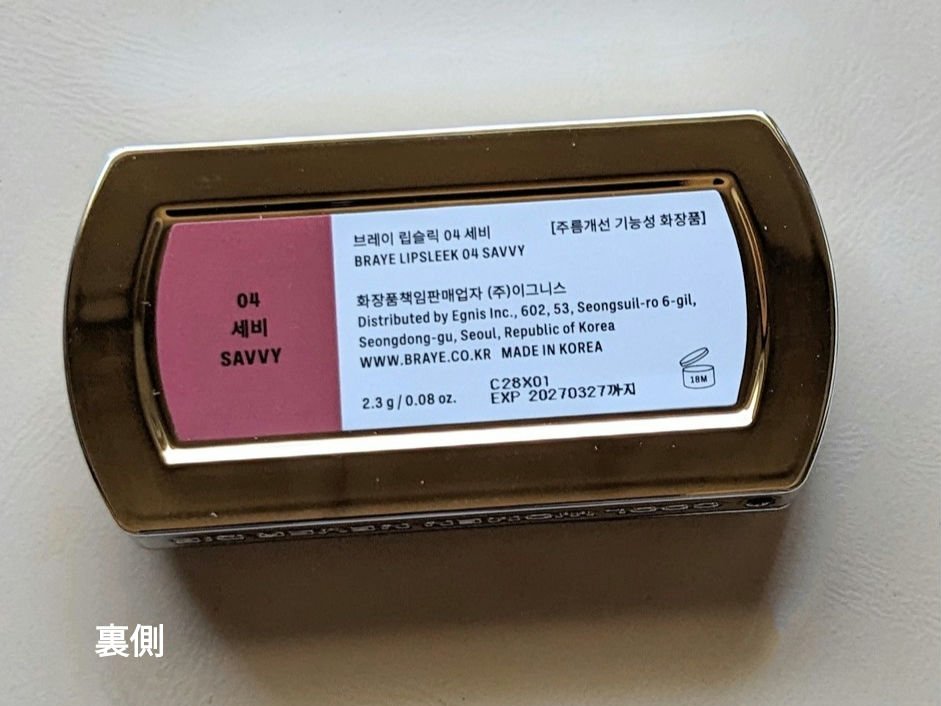 04
세비
SAVVY
브레이 립슬릭 04 세비
[주름개선 기능성 화장품]
BRAYE LIPSLEEK 04 SAVVY
화장품책임판매업자 (주)이그니스
Distributed by Egnis Inc., 602, 53, Seongsuil-ro 6-gil,
Seongdong-gu, Seoul, Republic of Korea
WWW.BRAYE.CO.KR MADE IN KOREA
2.3 g / 0.08 oz.
C28X01
EXP 20270327까지
18M
COOL WOMEN NEVER DIE
裏側